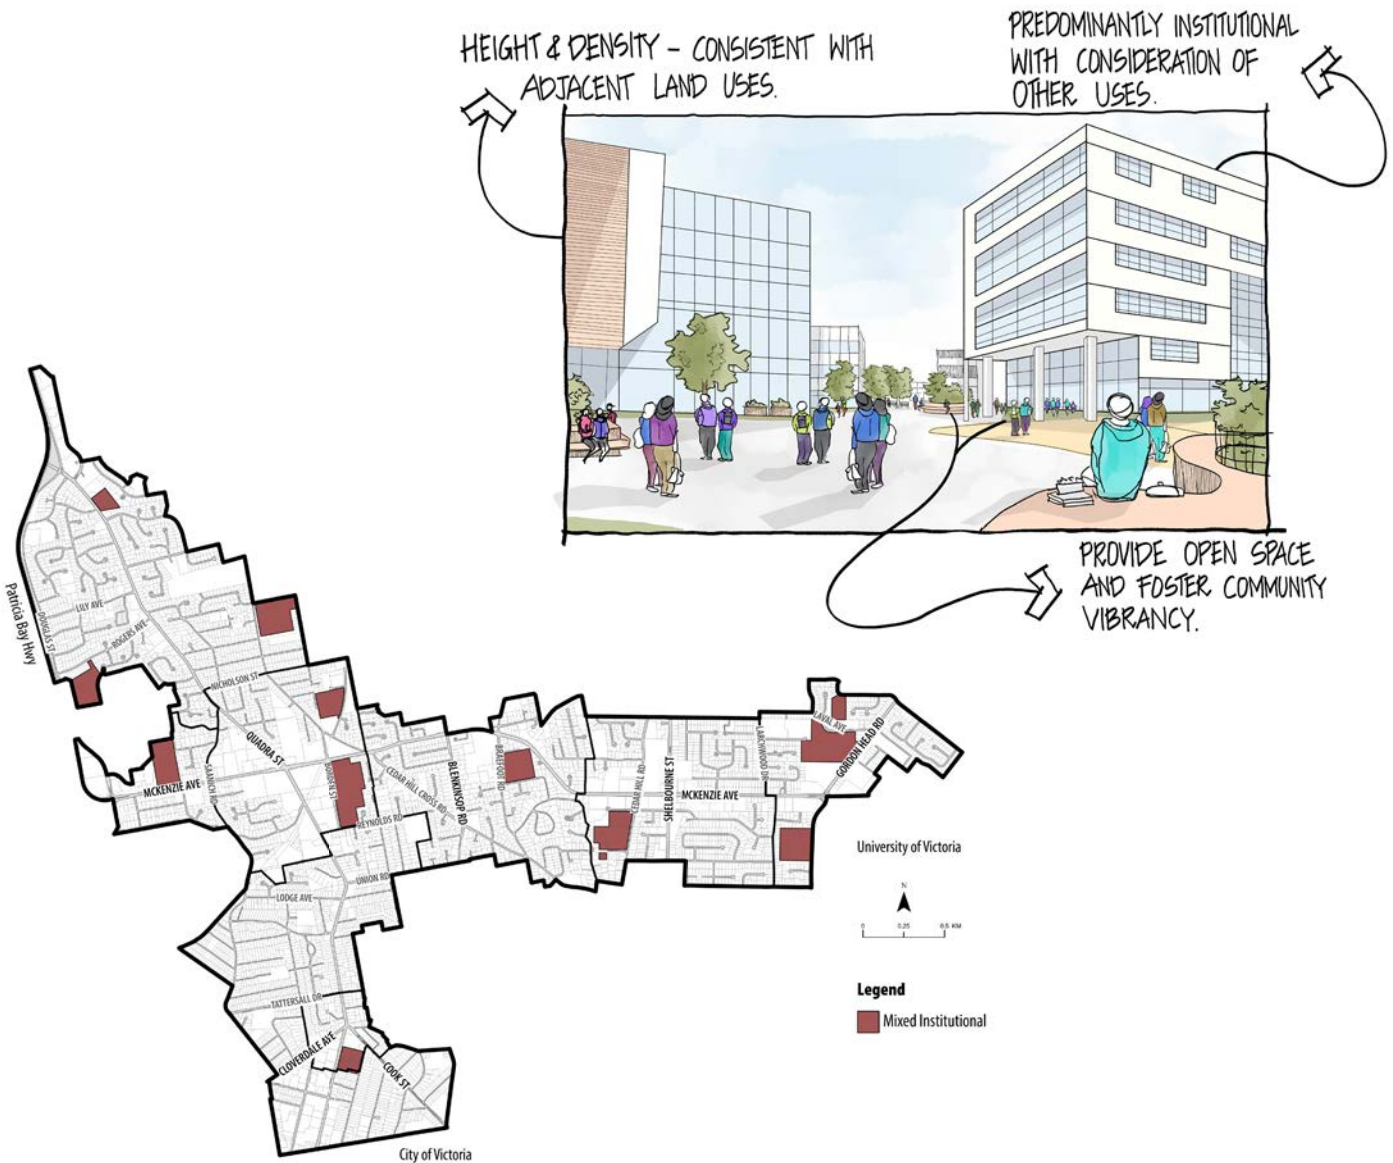 HEIGHT & DENSITY – CONSISTENT WITH
ADJACENT LAND USES.
PREDOMINANTLY INSTITUTIONAL
WITH CONSIDERATION OF
OTHER USES.
PROVIDE OPEN SPACE
AND FOSTER COMMUNITY
VIBRANCY.
Patricia Bay Hwy
DOUGLAS ST
LILY AVE
ROGERS AVE
NICHOLSON ST
QUADRA ST
SAANICH RD
MCKENZIE AVE
BORDEN ST
CEDAR HILL CROSS RD
REYNOLDS RD
BLENKINSOP RD
BRAEFOOT RD
CEDAR HILL RD
SHELBOURNE ST
MCKENZIE AVE
LARCHWOOD DR
LAVAL AVE
GORDON HEAD RD
UNION RD
LODGE AVE
TATTERSALL DR
CLOVERDALE AVE
COOK ST
University of Victoria
N
0 0.25 0.5 KM
Legend
Mixed Institutional
City of Victoria